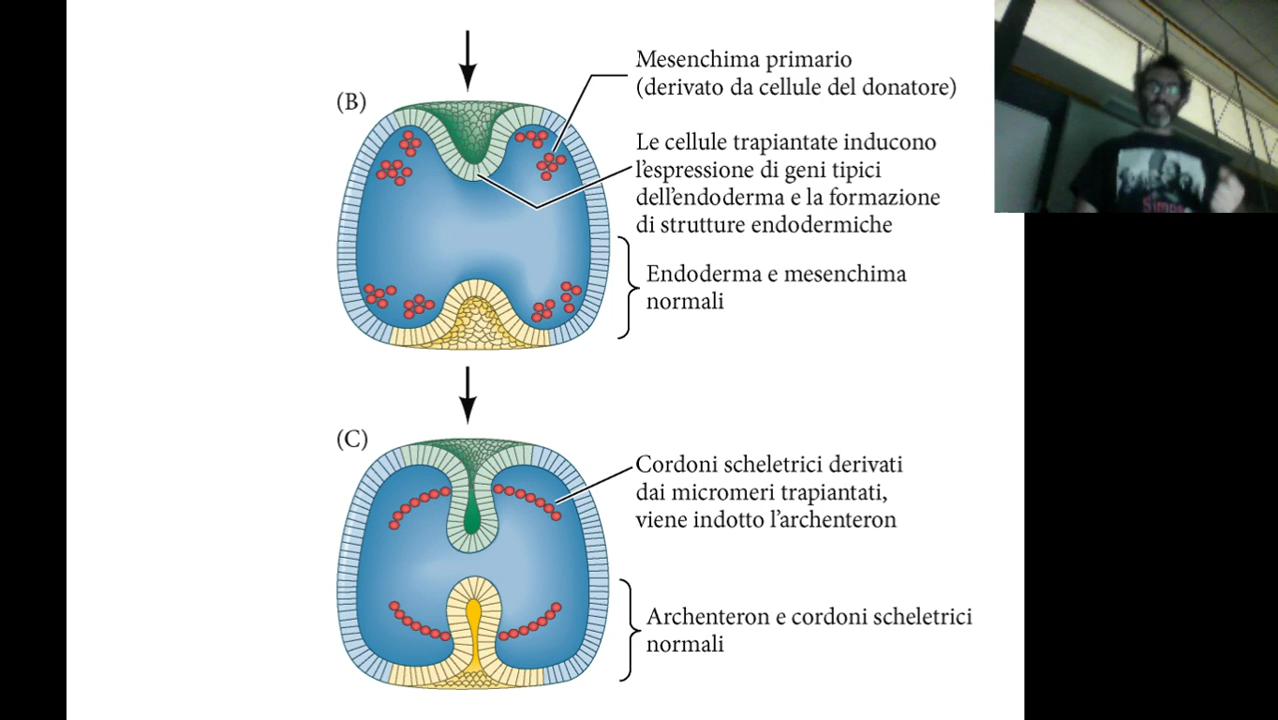 (B)
Mesenchima primario
(derivato da cellule del donatore)
Le cellule trapiantate inducono
l'espressione di geni tipici
dell'endoderma e la formazione
di strutture endodermiche
Endoderma e mesenchima
normali
(C)
Cordoni scheletrici derivati
dai micromeri trapiantati,
viene indotto l'archenteron
Archenteron e cordoni scheletrici
normali